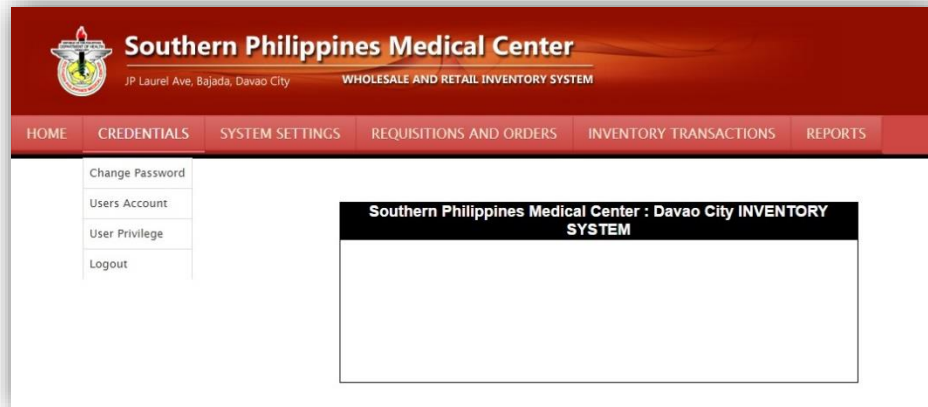 Southern Philippines Medical Center
JP Laurel Ave, Bajada, Davao City WHOLESALE AND RETAIL INVENTORY SYSTEM
HOME CREDENTIALS SYSTEM SETTINGS REQUISITIONS AND ORDERS INVENTORY TRANSACTIONS REPORTS
Change Password
Users Account
User Privilege
Logout
Southern Philippines Medical Center : Davao City INVENTORY
SYSTEM